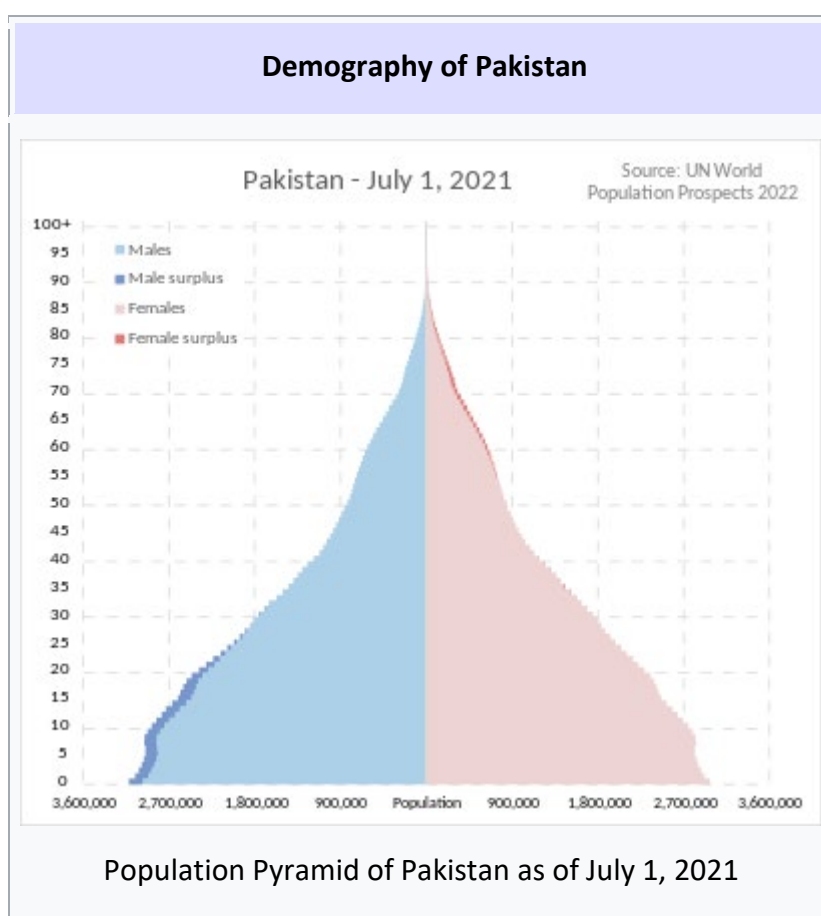 Demography of Pakistan
Pakistan - July 1, 2021
Source: UN World
Population Prospects 2022
100+
95
90
85
80
75
70
65
60
55
50
45
40
35
30
25
20
15
10
5
0
Males
Male surplus
Females
Female surplus
3,600,000 2,700,000 1,800,000 900,000 Population 900,000 1,800,000 2,700,000 3,600,000
Population Pyramid of Pakistan as of July 1, 2021